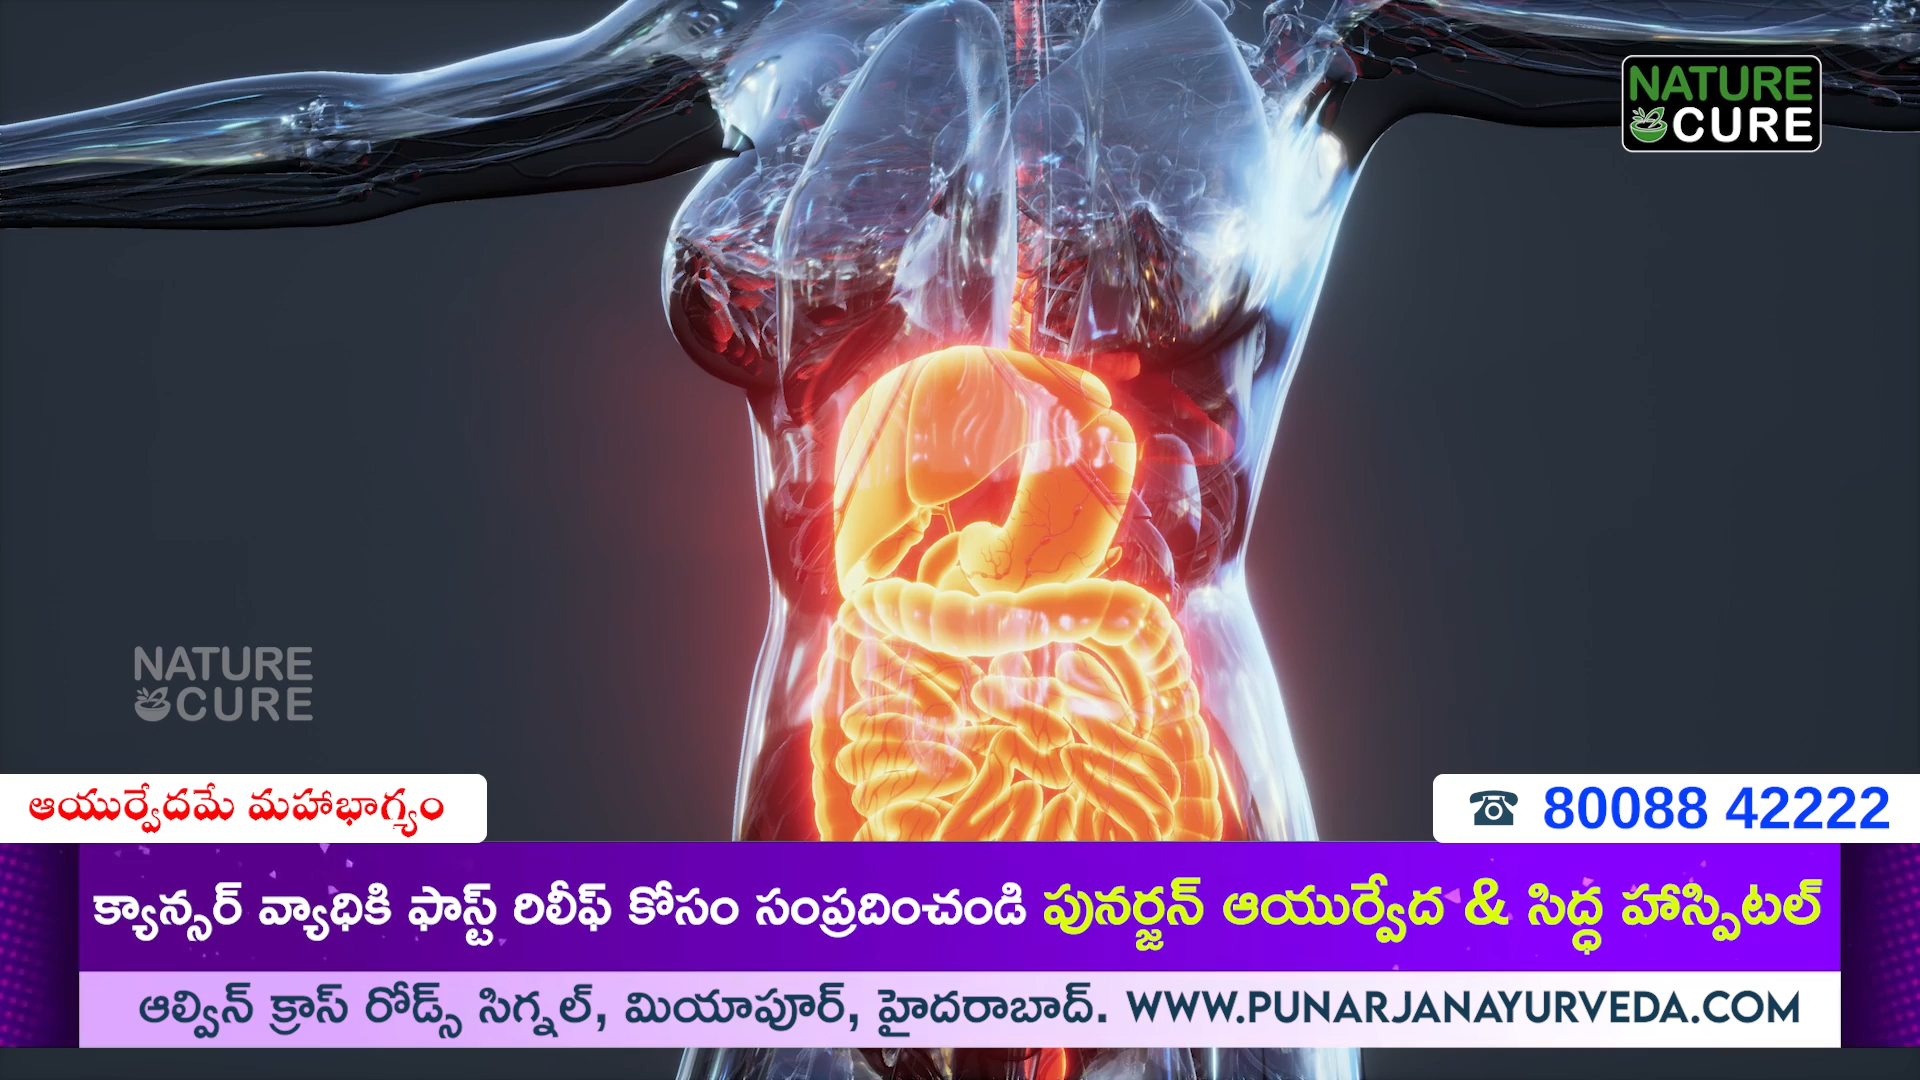 NATURE
CURE
NATURE
CURE
ఆయుర్వేదమే మహాభాగ్యం
☎ 80088 42222
క్యాన్సర్ వ్యాధికి ఫాస్ట్ రిలీఫ్ కోసం సంప్రదించండి పునర్జన్ ఆయుర్వేద & సిద్ధ హాస్పిటల్
ఆల్విన్ క్రాస్ రోడ్స్ సిగ్నల్, మియాపూర్, హైదరాబాద్. WWW.PUNARJANAYURVEDA.COM